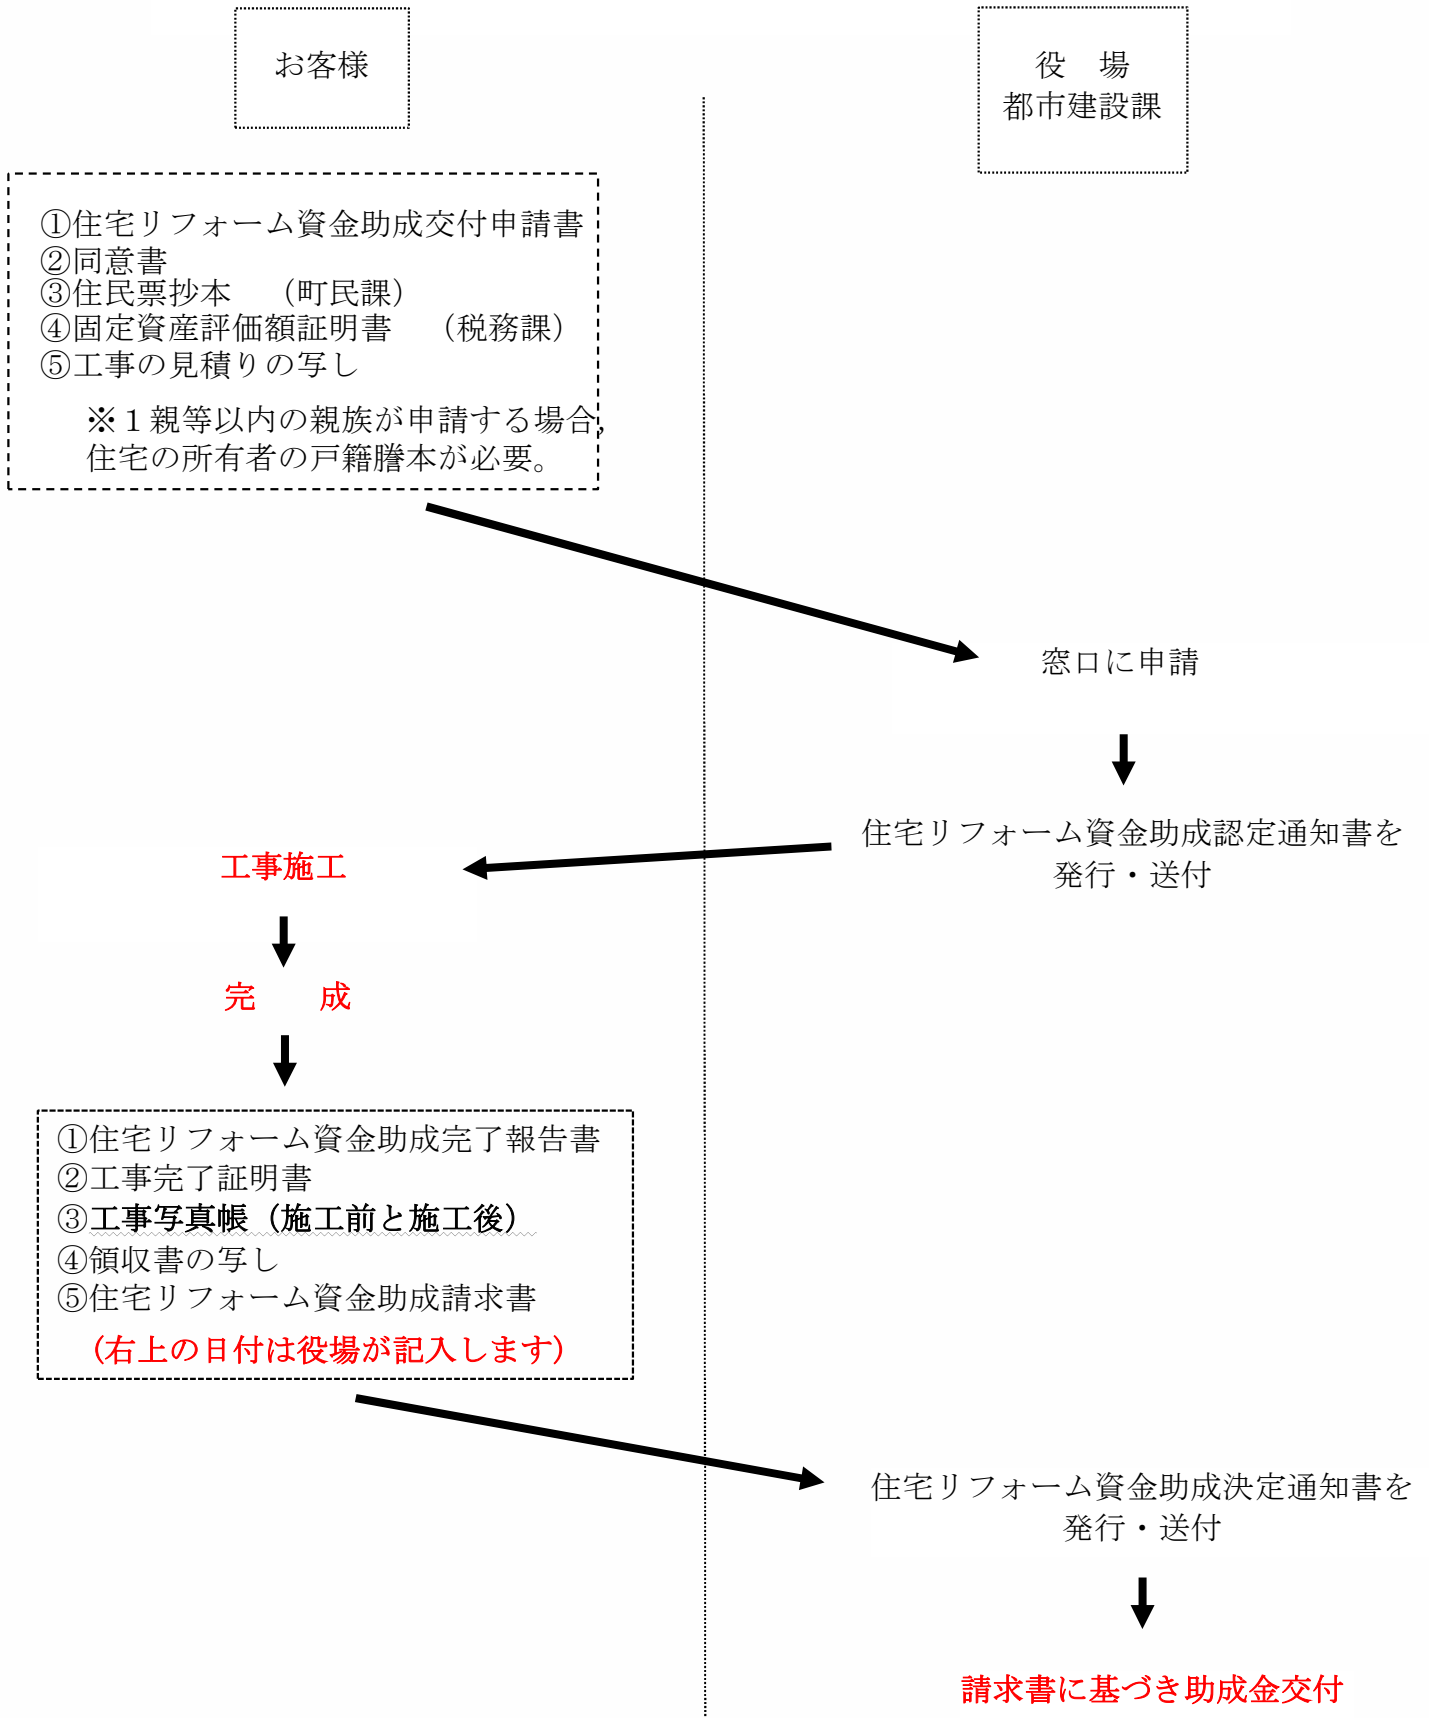 お客様
役　場
都市建設課
①住宅リフォーム資金助成交付申請書
②同意書
③住民票抄本　（町民課）
④固定資産評価額証明書　（税務課）
⑤工事の見積りの写し
※１親等以内の親族が申請する場合，
住宅の所有者の戸籍謄本が必要。
窓口に申請
住宅リフォーム資金助成認定通知書を
発行・送付
工事施工
完　　成
①住宅リフォーム資金助成完了報告書
②工事完了証明書
③工事写真帳（施工前と施工後）
④領収書の写し
⑤住宅リフォーム資金助成請求書
（右上の日付は役場が記入します）
住宅リフォーム資金助成決定通知書を
発行・送付
請求書に基づき助成金交付